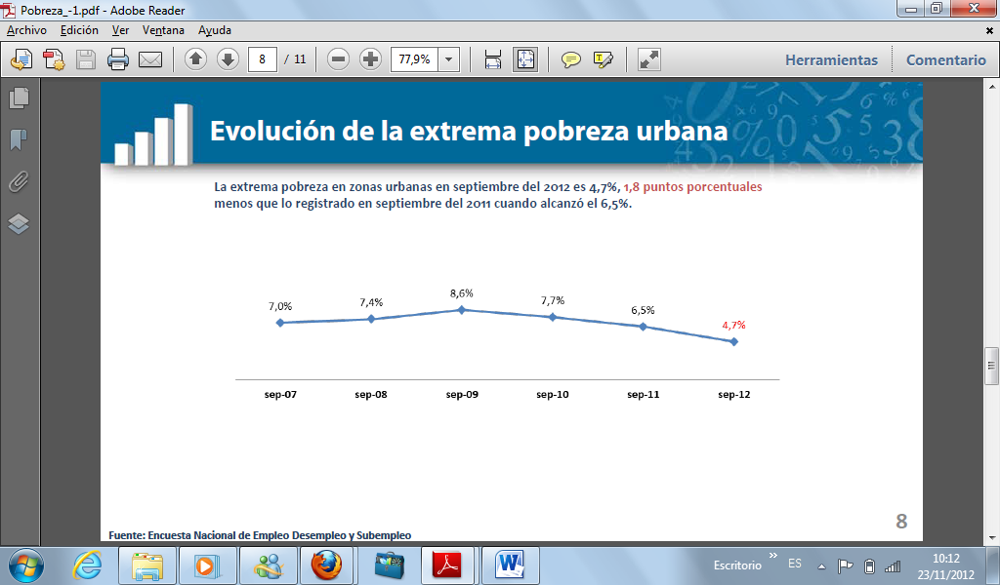 Pobreza_-1.pdf - Adobe Reader
Archivo Edición Ver Ventana Ayuda
8 / 11 77,9% Herramientas Comentario
Evolución de la extrema pobreza urbana
La extrema pobreza en zonas urbanas en septiembre del 2012 es 4,7%, 1,8 puntos porcentuales
menos que lo registrado en septiembre del 2011 cuando alcanzó el 6,5%.
7,0% 7,4% 8,6% 7,7% 6,5% 4,7%
sep-07 sep-08 sep-09 sep-10 sep-11 sep-12
8
Fuente: Encuesta Nacional de Empleo Desempleo y Subempleo
Escritorio » ES 10:12
23/11/2012